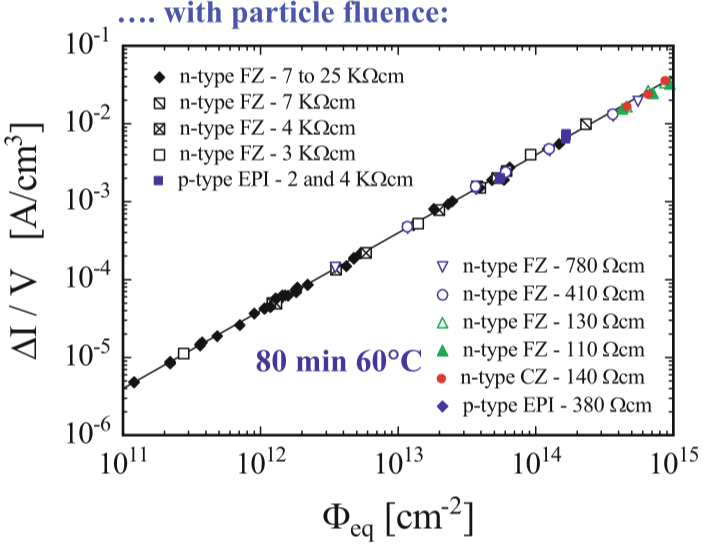 …. with particle fluence:
10⁻¹
10⁻²
10⁻³
10⁻⁴
10⁻⁵
10⁻⁶
ΔI / V [A/cm³]
n-type FZ - 7 to 25 KΩcm
n-type FZ - 7 KΩcm
n-type FZ - 4 KΩcm
n-type FZ - 3 KΩcm
p-type EPI - 2 and 4 KΩcm
n-type FZ - 780 Ωcm
n-type FZ - 410 Ωcm
n-type FZ - 130 Ωcm
n-type FZ - 110 Ωcm
n-type CZ - 140 Ωcm
p-type EPI - 380 Ωcm
80 min 60°C
10¹¹ 10¹² 10¹³ 10¹⁴ 10¹⁵
Φeq [cm⁻²]